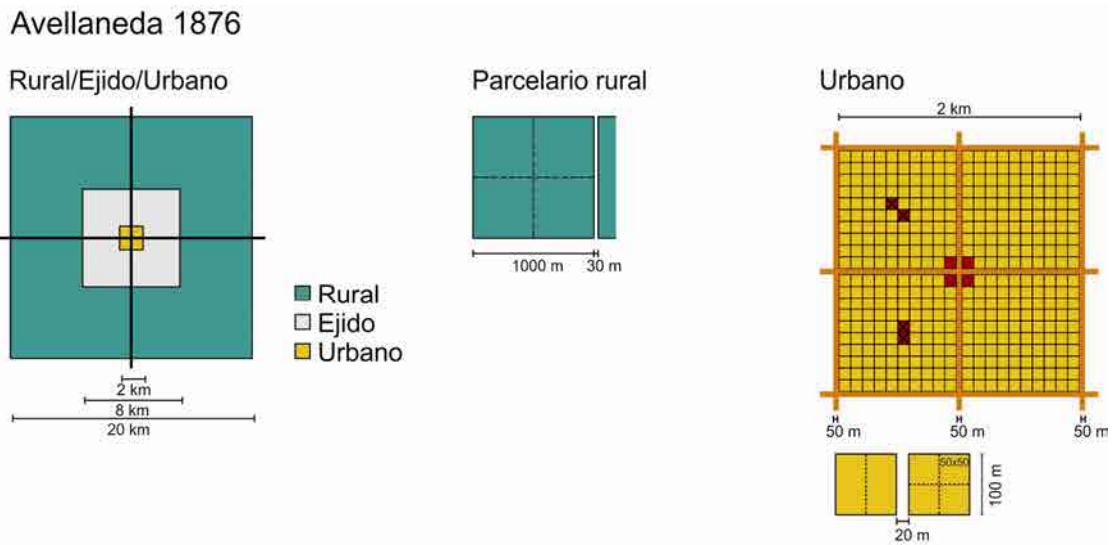 Avellaneda 1876
Rural/Ejido/Urbano
2 km
8 km
20 km
Rural
Ejido
Urbano
Parcelario rural
1000 m
30 m
Urbano
2 km
50 m
50 m
50 m
50x50
100 m
20 m